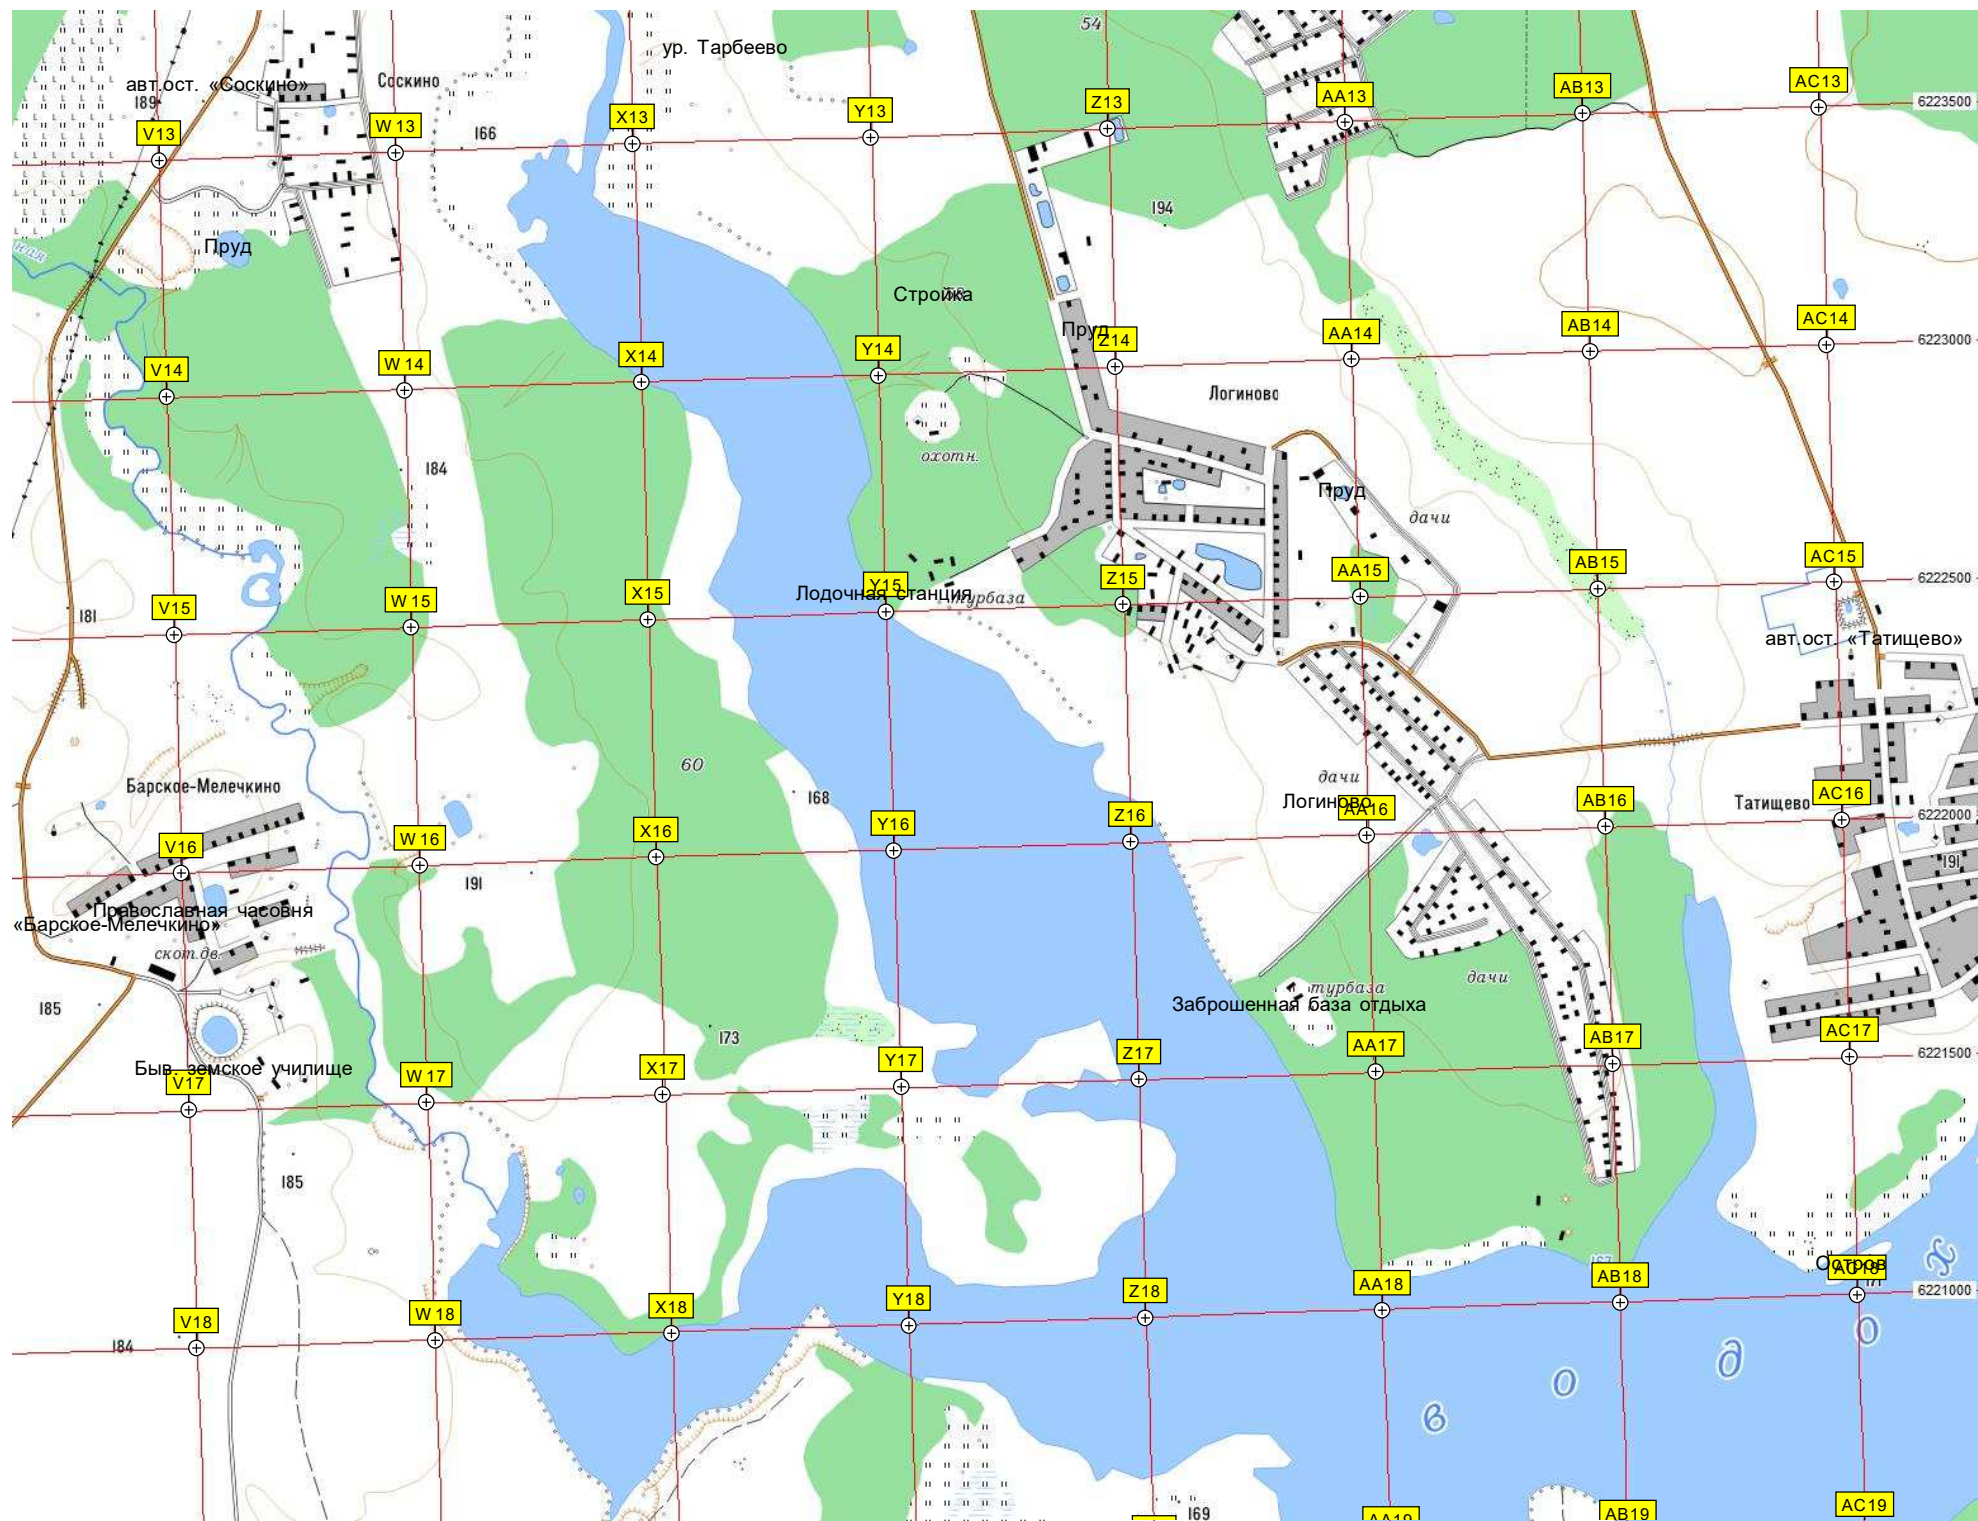 54
ур. Тарбеево
авт.ост. «Соскино»
Соскино
189
166
V13
W13
X13
Y13
Z13
AA13
AB13
AC13
6223500
ная
Пруд
194
Стройка
Пруд
V14
W14
X14
Y14
Z14
AA14
AB14
AC14
6223000
Логиново
охотн.
184
Пруд
дачи
181
V15
W15
X15
Y15
Z15
AA15
AB15
AC15
6222500
Лодочная станция
турбаза
авт.ост. «Татищево»
60
168
Барское-Мелечкино
дачи
Логиново
Татищево
V16
W16
X16
Y16
Z16
AA16
AB16
AC16
6222000
191
191
Православная часовня
«Барское-Мелечкино»
скот.дв.
дачи
турбаза
Заброшенная база отдыха
185
173
Быв. земское училище
V17
W17
X17
Y17
Z17
AA17
AB17
AC17
6221500
185
167
Остров
V18
W18
X18
Y18
Z18
AA18
AB18
AC18
6221000
184
в о д о х
169
AA19
AB19
AC19